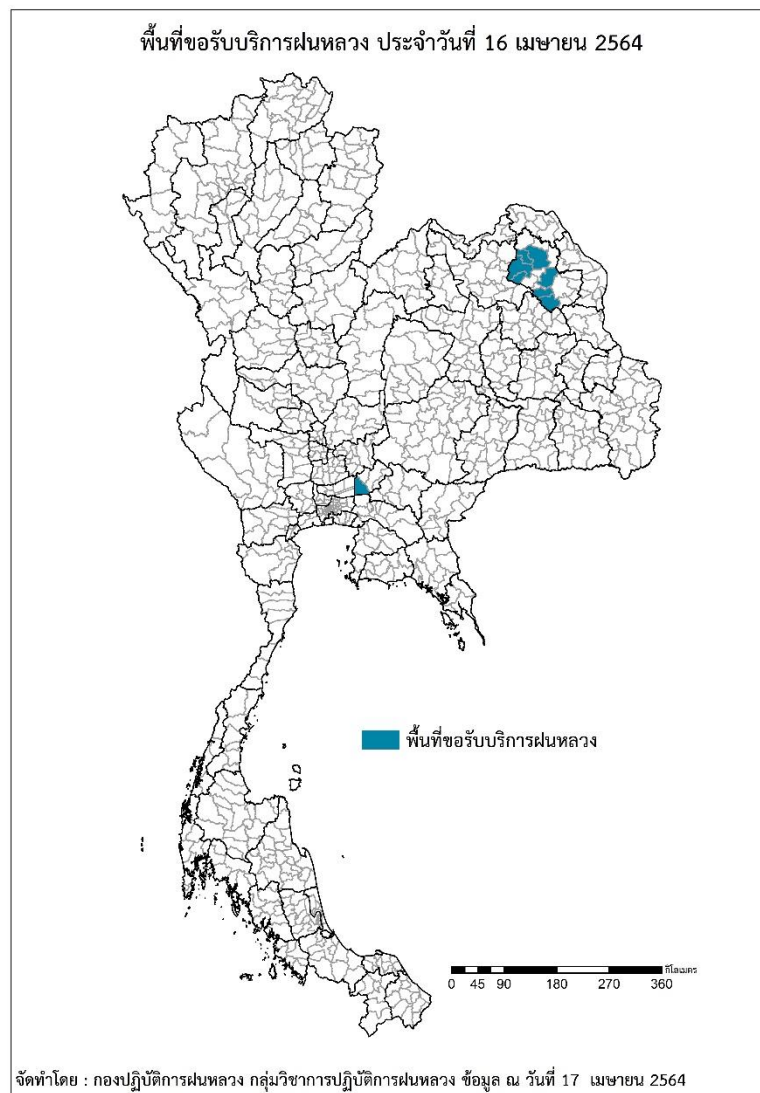 พื้นที่ขอรับบริการฝนหลวง ประจำวันที่ 16 เมษายน 2564
พื้นที่ขอรับบริการฝนหลวง
กิโลเมตร
0 45 90 180 270 360
จัดทำโดย : กองปฏิบัติการฝนหลวง กลุ่มวิชาการปฏิบัติการฝนหลวง ข้อมูล ณ วันที่ 17 เมษายน 2564